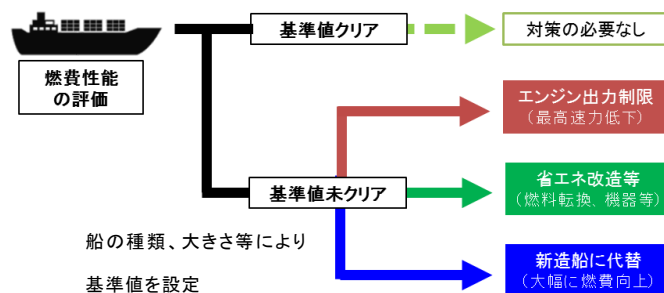 基準値クリア
対策の必要なし
燃費性能
の評価
エンジン出力制限
（最高速力低下）
基準値未クリア
省エネ改造等
（燃料転換、機器等）
船の種類、大きさ等により
基準値を設定
新造船に代替
（大幅に燃費向上）